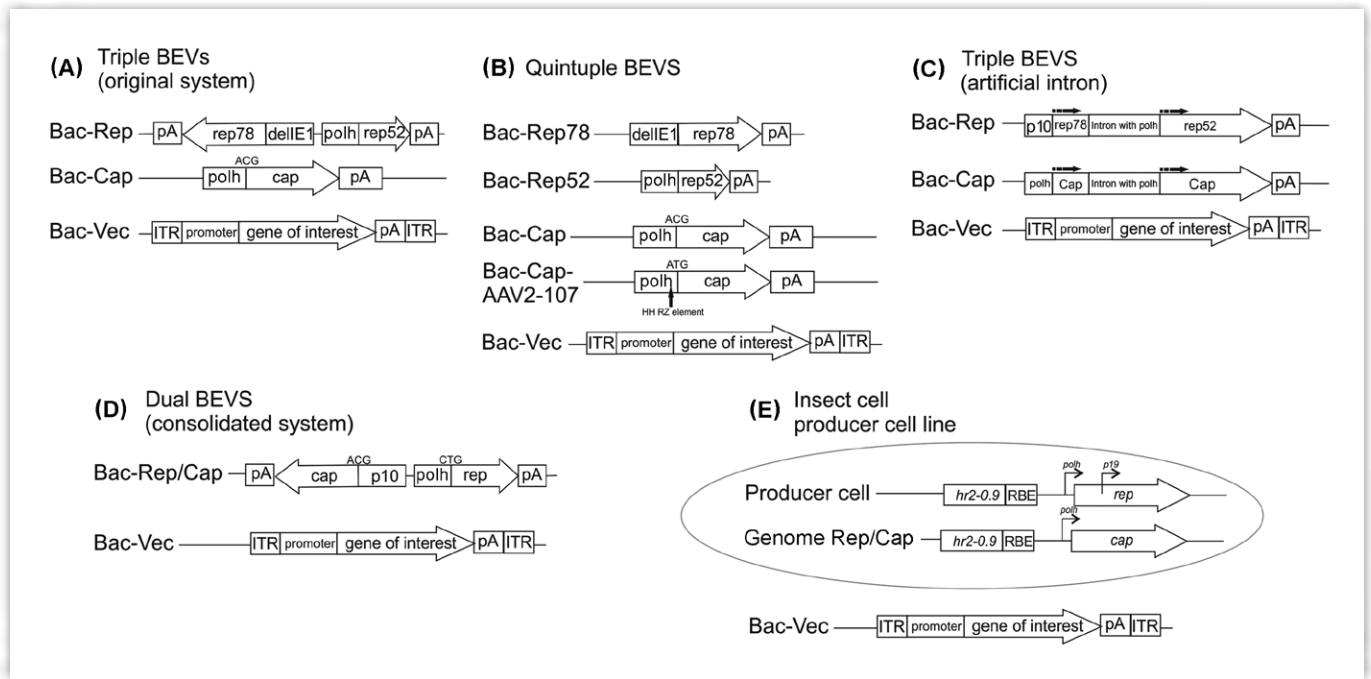 (A) Triple BEVs
(original system)
Bac-Rep pA rep78 delIE1 polh rep52 pA
ACG
Bac-Cap polh cap pA
Bac-Vec ITR promoter gene of interest pA ITR
(B) Quintuple BEVS
Bac-Rep78 delIE1 rep78 pA
Bac-Rep52 polh rep52 pA
ACG
Bac-Cap polh cap pA
ATG
Bac-Cap-
AAV2-107
polh cap pA
HH RZ element
Bac-Vec ITR promoter gene of interest pA ITR
(C) Triple BEVS
(artificial intron)
Bac-Rep p10 rep78 Intron with polh rep52 pA
Bac-Cap polh Cap Intron with polh Cap pA
Bac-Vec ITR promoter gene of interest pA ITR
(D) Dual BEVS
(consolidated system)
ACG CTG
Bac-Rep/Cap pA cap p10 polh rep pA
Bac-Vec ITR promoter gene of interest pA ITR
(E) Insect cell
producer cell line
polh p19
Producer cell hr2-0.9 RBE rep
polh
Genome Rep/Cap hr2-0.9 RBE cap
Bac-Vec ITR promoter gene of interest pA ITR